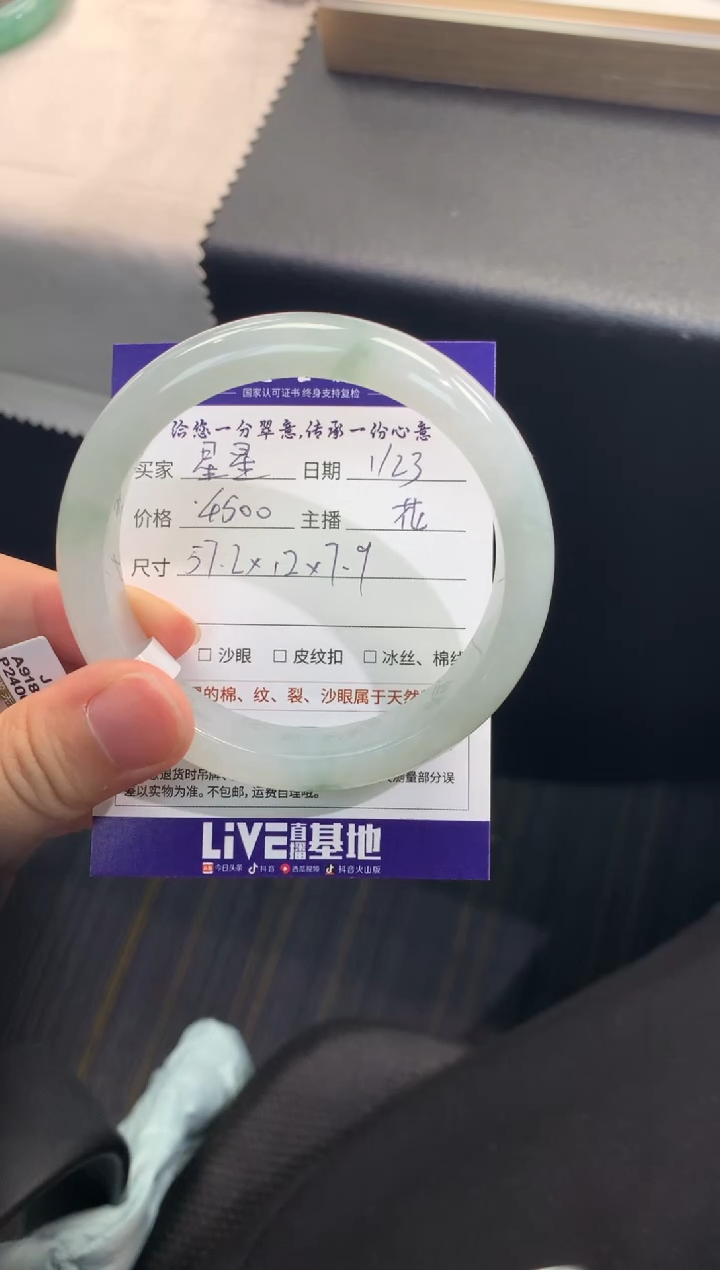 国家认可证书 终身支持复检
洽您一分翠意,传承一份心意
买家 星星 日期 1/23
价格 4500 主播 花
尺寸 57.2×12×7.9
□ 沙眼 □ 皮纹扣 □ 冰丝、棉
的棉、纹、裂、沙眼属于天然
退货时吊牌、
测量部分误
差以实物为准。不包邮,运费自理哦。
LiVE直播基地
今日头条 抖音 西瓜视频 抖音火山版
A918
J
P240